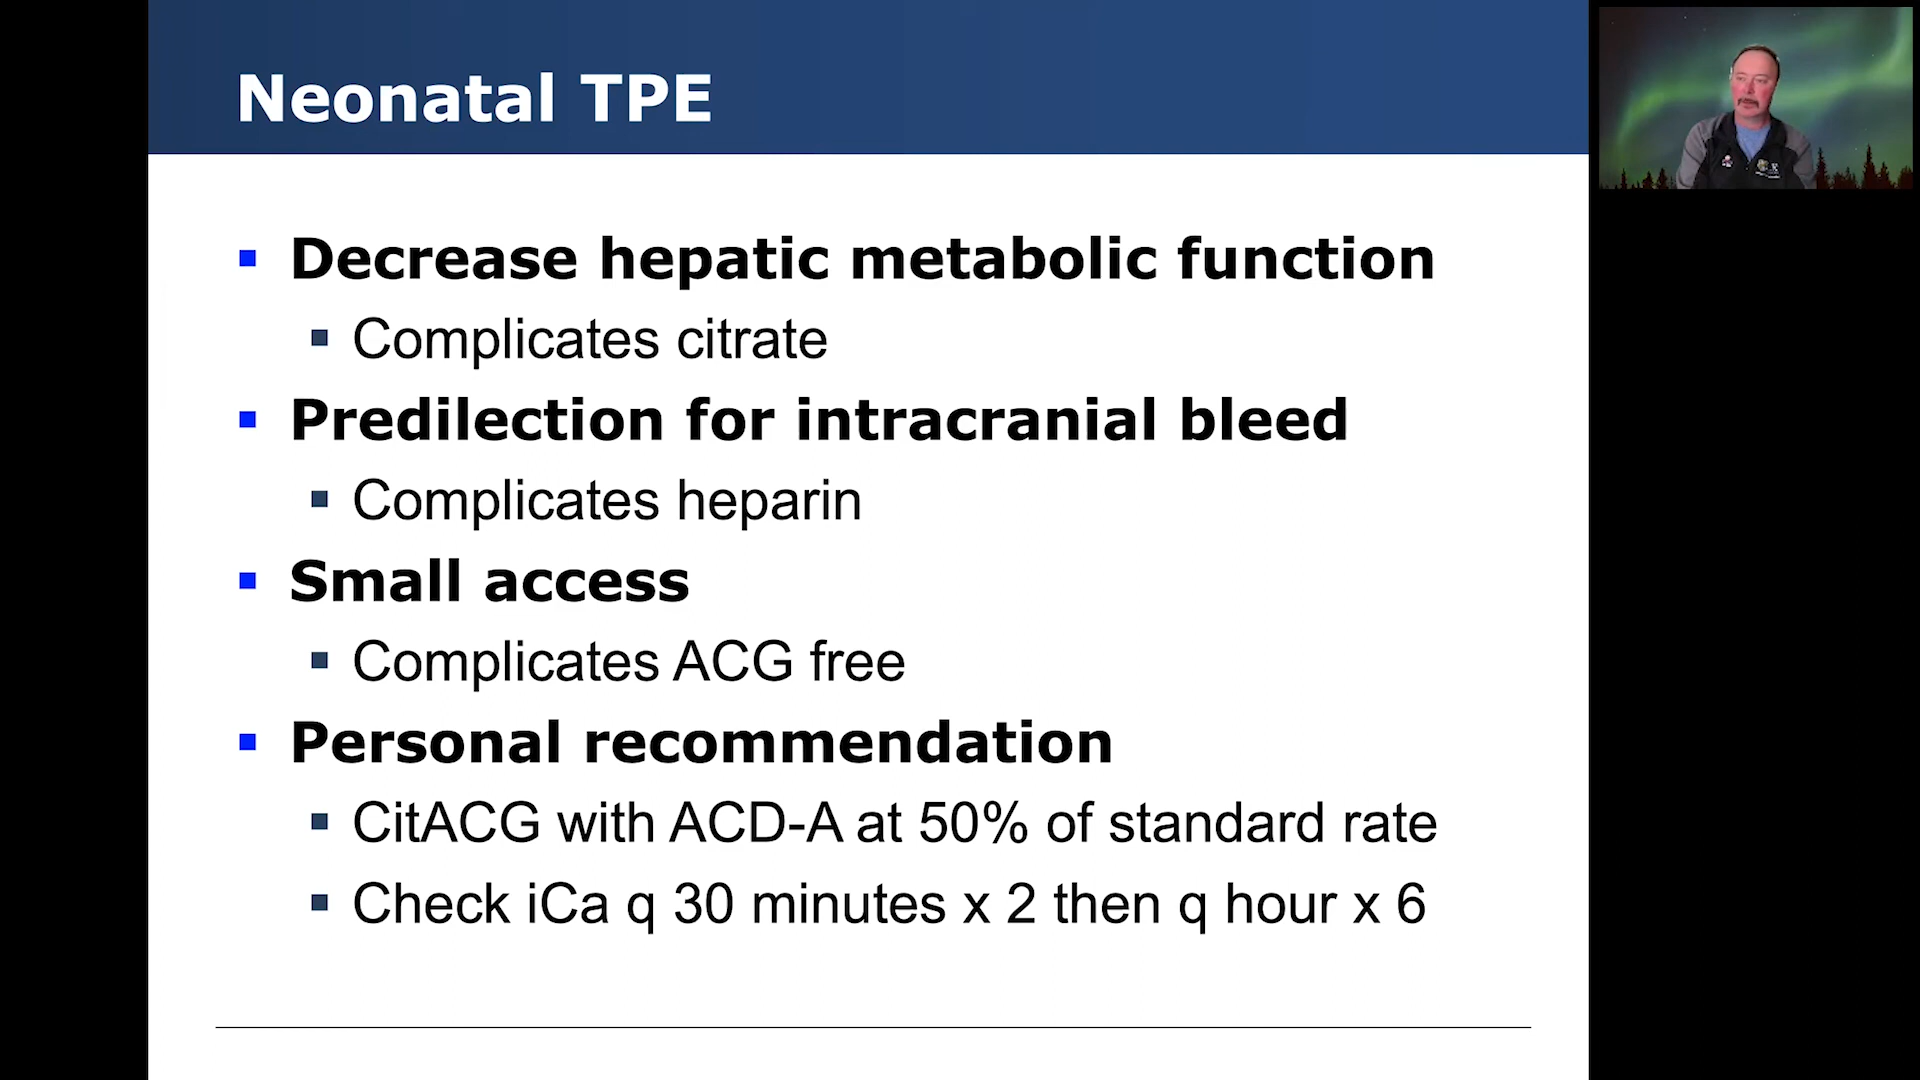 Neonatal TPE
Decrease hepatic metabolic function
Complicates citrate
Predilection for intracranial bleed
Complicates heparin
Small access
Complicates ACG free
Personal recommendation
CitACG with ACD-A at 50% of standard rate
Check iCa q 30 minutes x 2 then q hour x 6